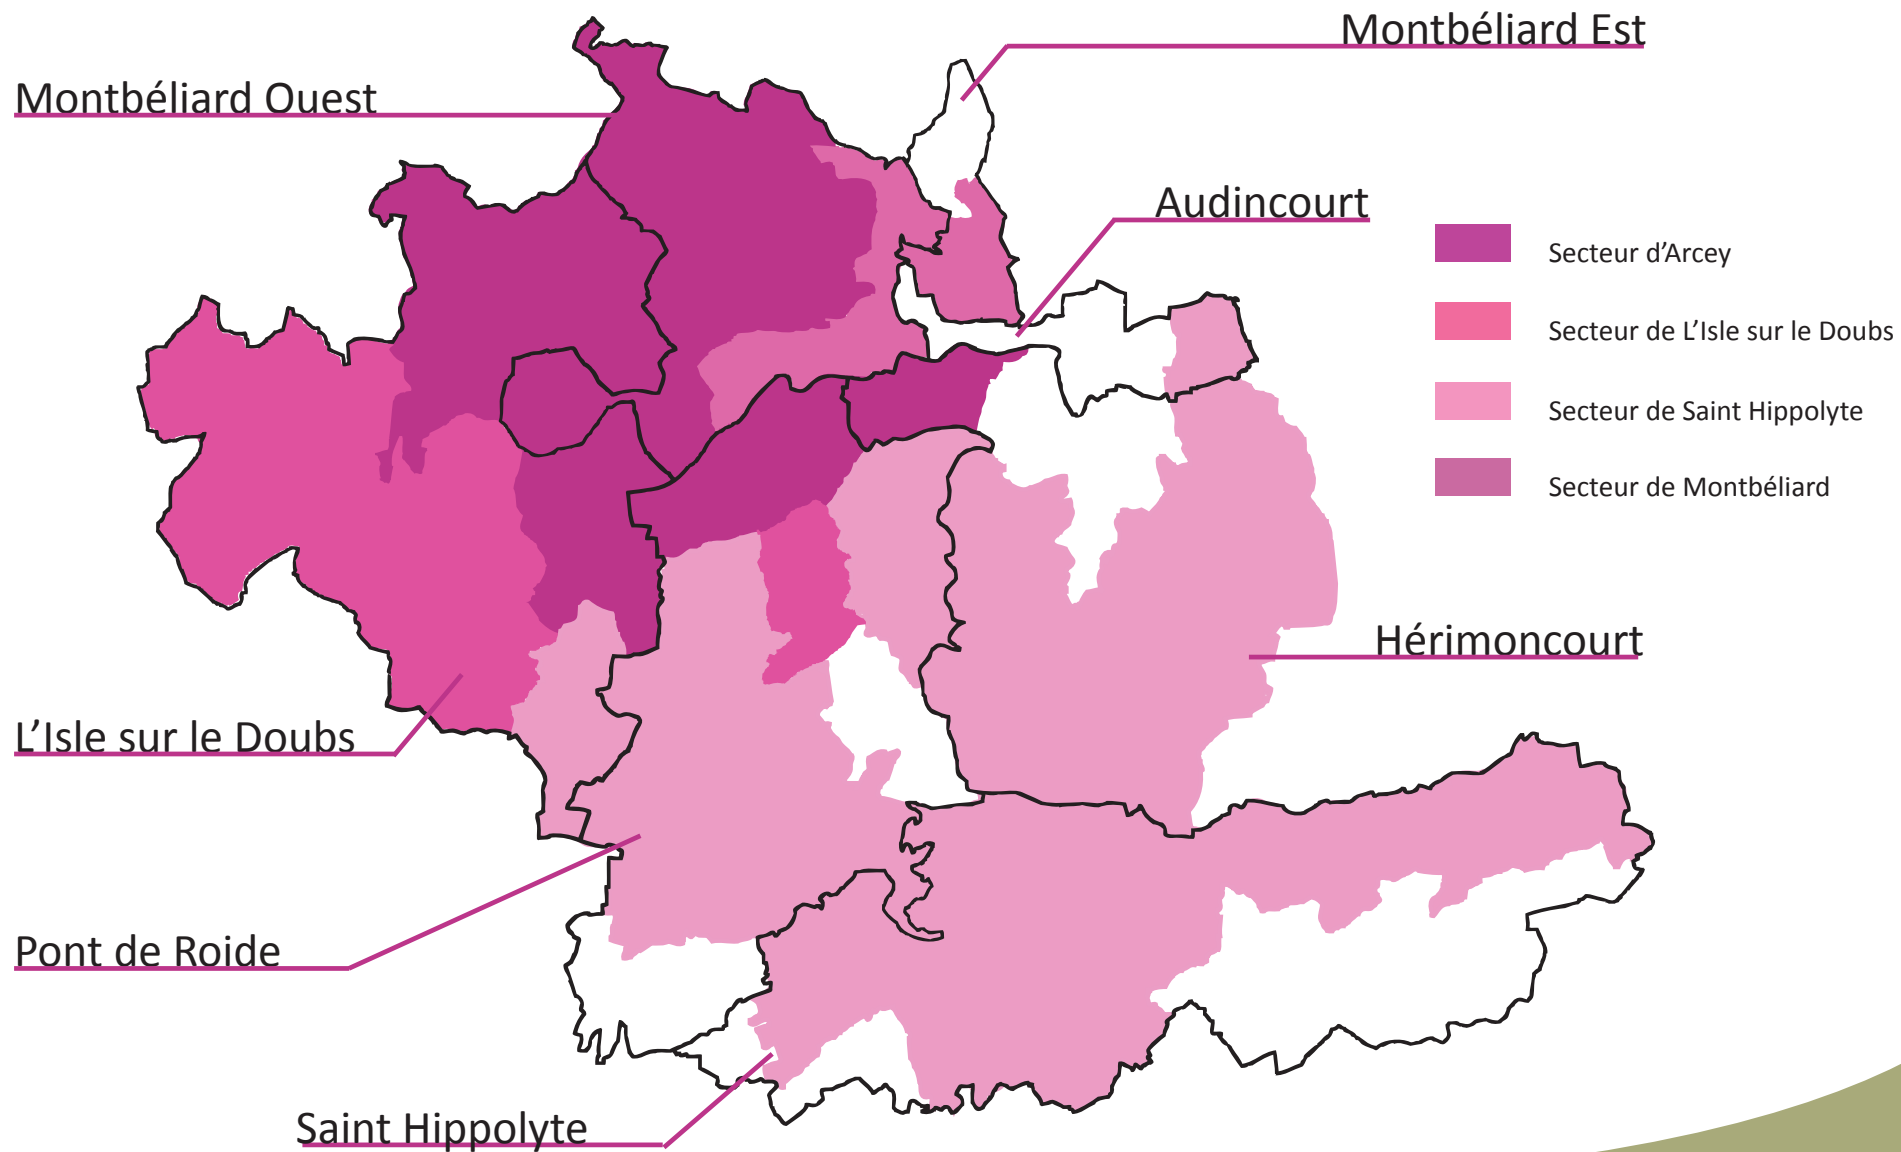 Montbéliard Est
Montbéliard Ouest
Audincourt
Secteur d'Arcey
Secteur de L'Isle sur le Doubs
Secteur de Saint Hippolyte
Secteur de Montbéliard
Hérimoncourt
L'Isle sur le Doubs
Pont de Roide
Saint Hippolyte